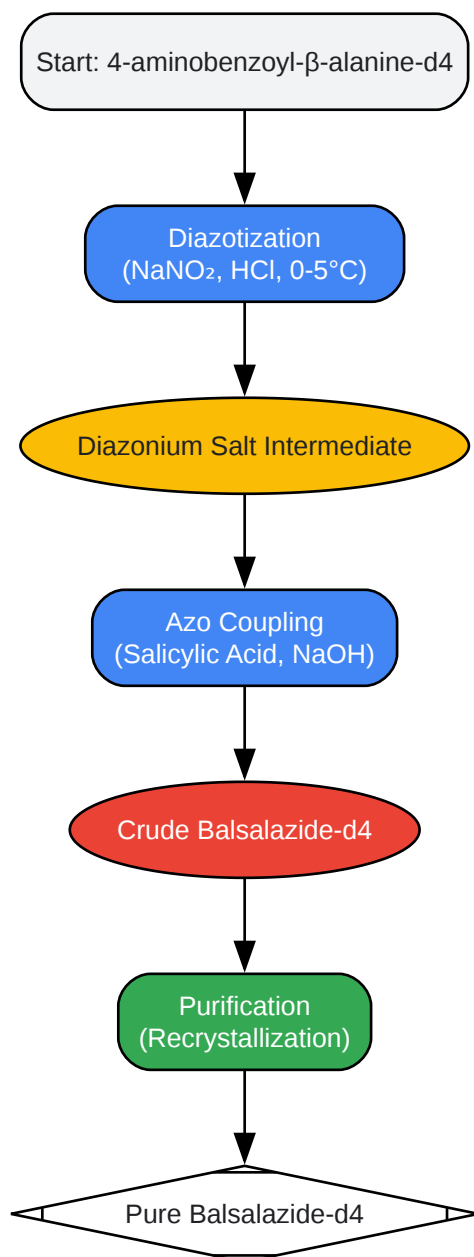 Start: 4-aminobenzoyl-β-alanine-d4
Diazotization
(NaNO₂, HCl, 0-5°C)
Diazonium Salt Intermediate
Azo Coupling
(Salicylic Acid, NaOH)
Crude Balsalazide-d4
Purification
(Recrystallization)
Pure Balsalazide-d4